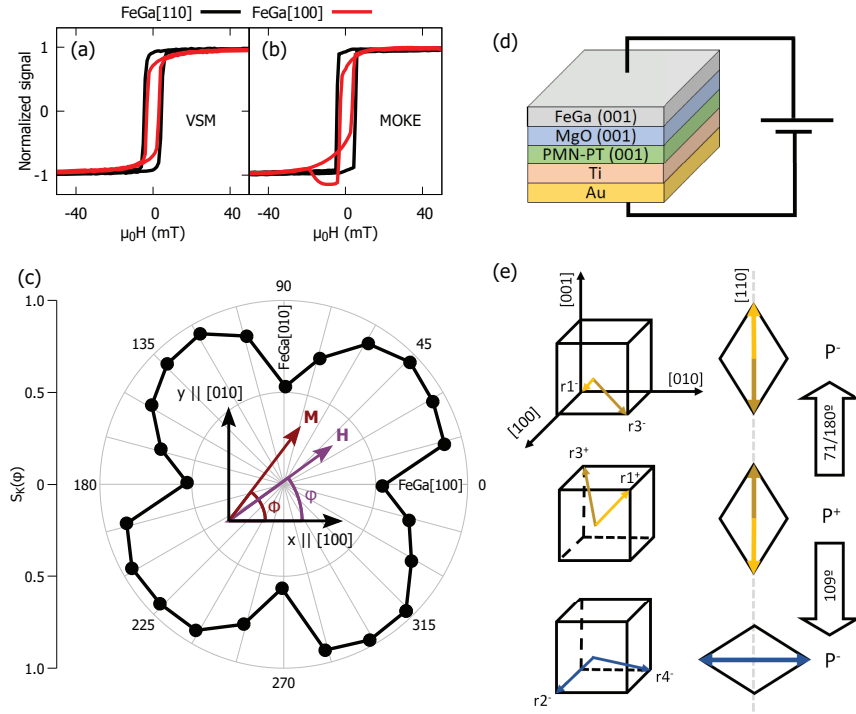 FeGa[110] FeGa[100]
(a)
(b)
Normalized signal
1
0
-1
VSM
MOKE
-40 0 40
-40 0 40
μ₀H (mT)
μ₀H (mT)
(c)
1.0
0.5
0
0.5
1.0
S_K(φ)
90
45
0
315
270
225
180
135
FeGa[010]
FeGa[100]
y || [010]
x || [100]
M
H
Φ
φ
(d)
FeGa (001)
MgO (001)
PMN-PT (001)
Ti
Au
(e)
[001]
[010]
[100]
r1⁻
r3⁻
[110]
P⁻
71/180º
r3⁺
r1⁺
P⁺
109º
r2⁻
r4⁻
P⁻